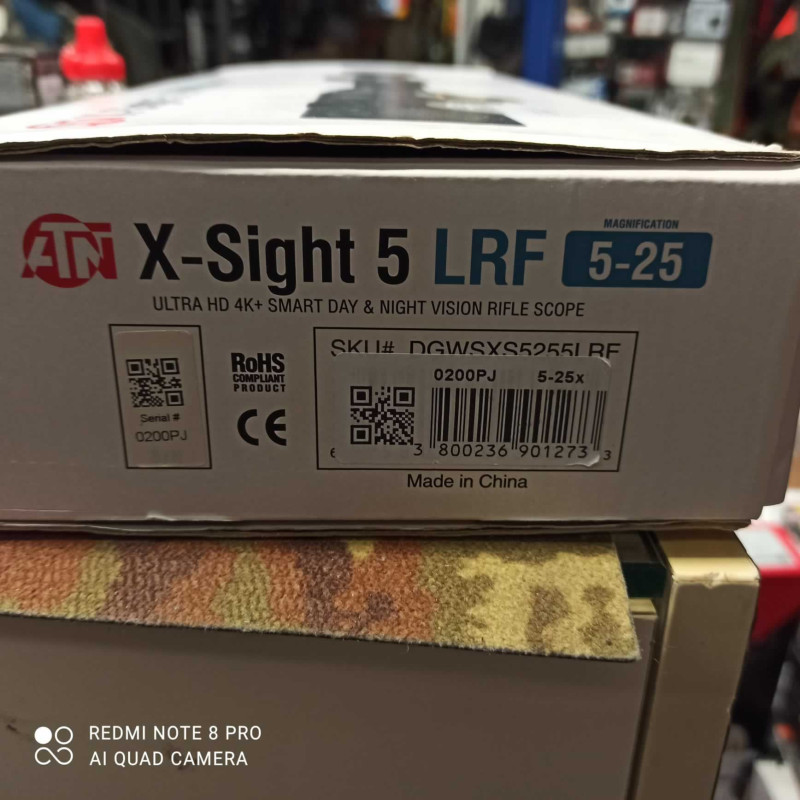 ATN X-Sight 5 LRF
MAGNIFICATION
5-25
ULTRA HD 4K+ SMART DAY & NIGHT VISION RIFLE SCOPE
Serial #
0200PJ
RoHS
COMPLIANT
PRODUCT
CE
SKU# DGWSXS5255LRF
0200PJ 5-25x
3 800236 901273 3
Made in China
REDMI NOTE 8 PRO
AI QUAD CAMERA